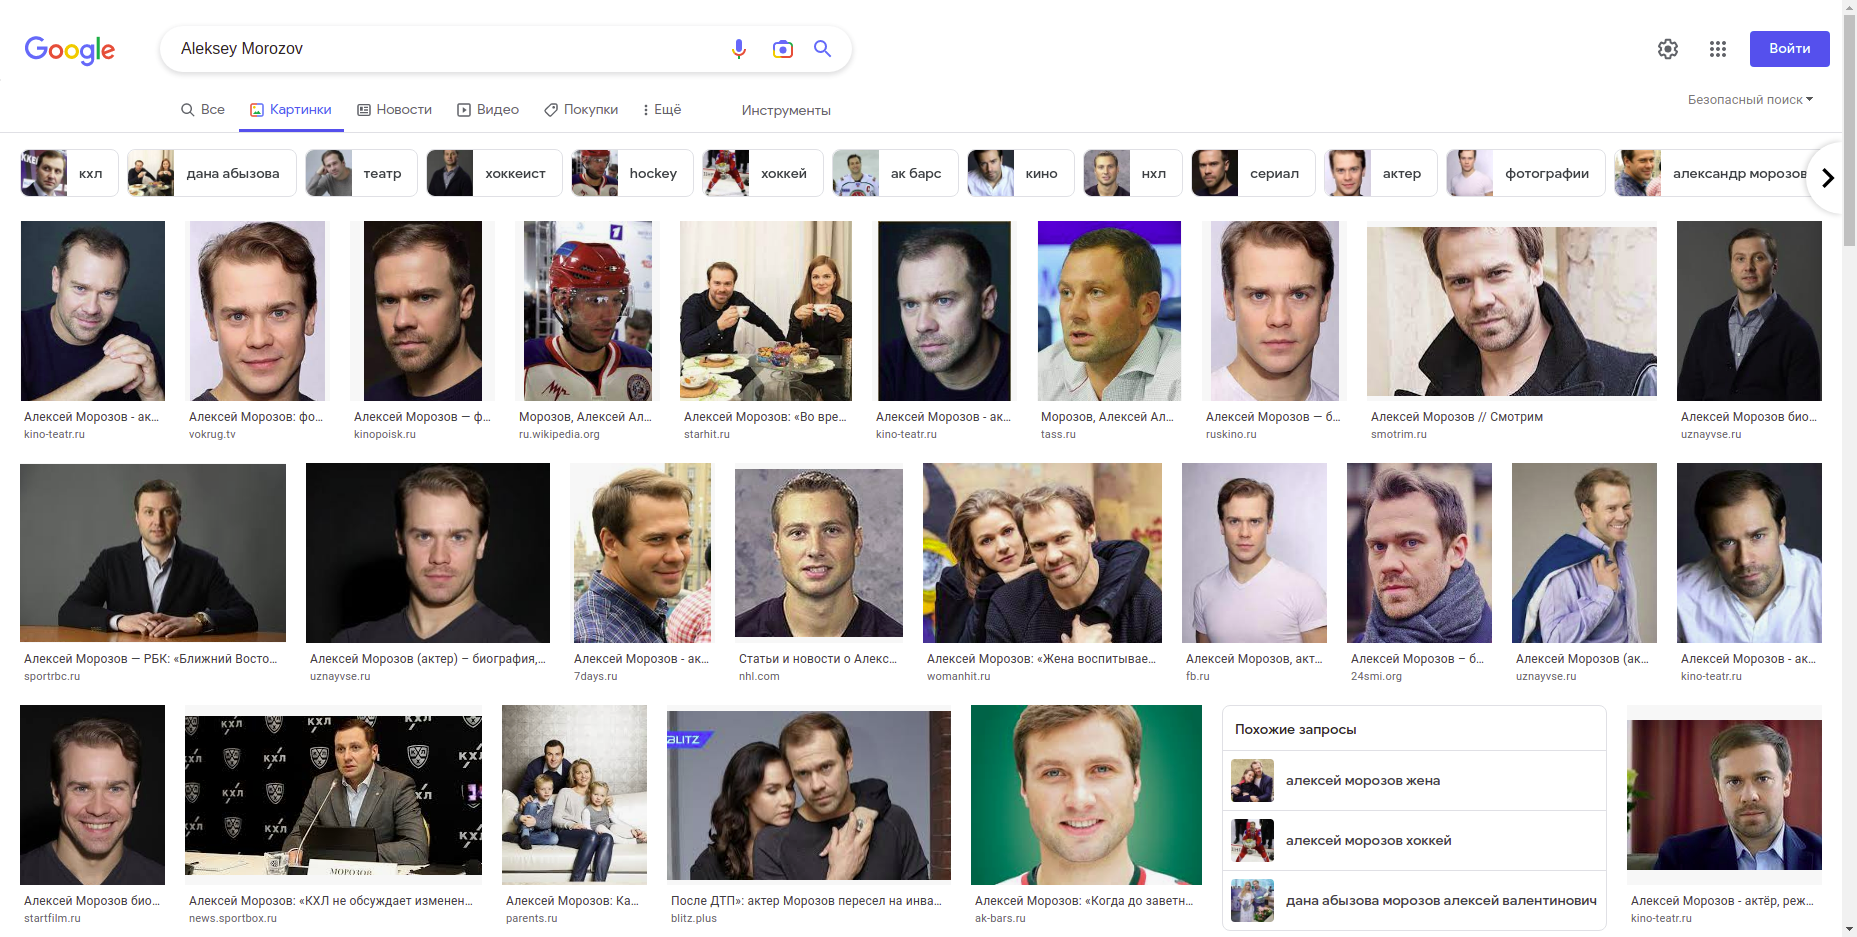 Google
Aleksey Morozov
Войти
Все
Картинки
Новости
Видео
Покупки
Ещё
Инструменты
Безопасный поиск
кхл
дана абызова
театр
хоккеист
hockey
хоккей
ак барс
кино
нхл
сериал
актер
фотографии
александр морозов
Алексей Морозов - ак...
kino-teatr.ru
Алексей Морозов: фо...
vokrug.tv
Алексей Морозов — ф...
kinopoisk.ru
Морозов, Алексей Ал...
ru.wikipedia.org
Алексей Морозов: «Во вре...
starhit.ru
Алексей Морозов - ак...
kino-teatr.ru
Морозов, Алексей Ал...
tass.ru
Алексей Морозов — б...
ruskino.ru
Алексей Морозов // Смотрим
smotrim.ru
Алексей Морозов био...
uznayvse.ru
Алексей Морозов — РБК: «Ближний Восто...
sportrbc.ru
Алексей Морозов (актер) – биография,...
uznayvse.ru
Алексей Морозов - ак...
7days.ru
Статьи и новости о Алекс...
nhl.com
Алексей Морозов: «Жена воспитывае...
womanhit.ru
Алексей Морозов, акт...
fb.ru
Алексей Морозов – б...
24smi.org
Алексей Морозов (ак...
uznayvse.ru
Алексей Морозов - ак...
kino-teatr.ru
КХЛ
МОРОЗОВ
BLITZ
Алексей Морозов био...
startfilm.ru
Алексей Морозов: «КХЛ не обсуждает изменен...
news.sportbox.ru
Алексей Морозов: Ка...
parents.ru
После ДТП»: актер Морозов пересел на инва...
blitz.plus
Алексей Морозов: «Когда до заветн...
ak-bars.ru
Похожие запросы
алексей морозов жена
алексей морозов хоккей
дана абызова морозов алексей валентинович
Алексей Морозов - актёр, реж...
kino-teatr.ru